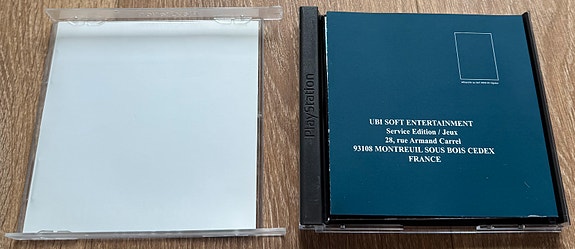 PlayStation
UBI SOFT ENTERTAINMENT
Service Edition / Jeux
28, rue Armand Carrel
93108 MONTREUIL SOUS BOIS CEDEX
FRANCE